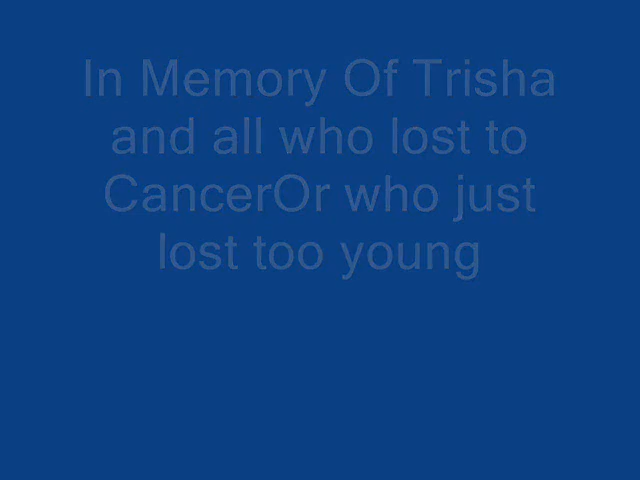 In Memory Of Trisha
and all who lost to
CancerOr who just
lost too young